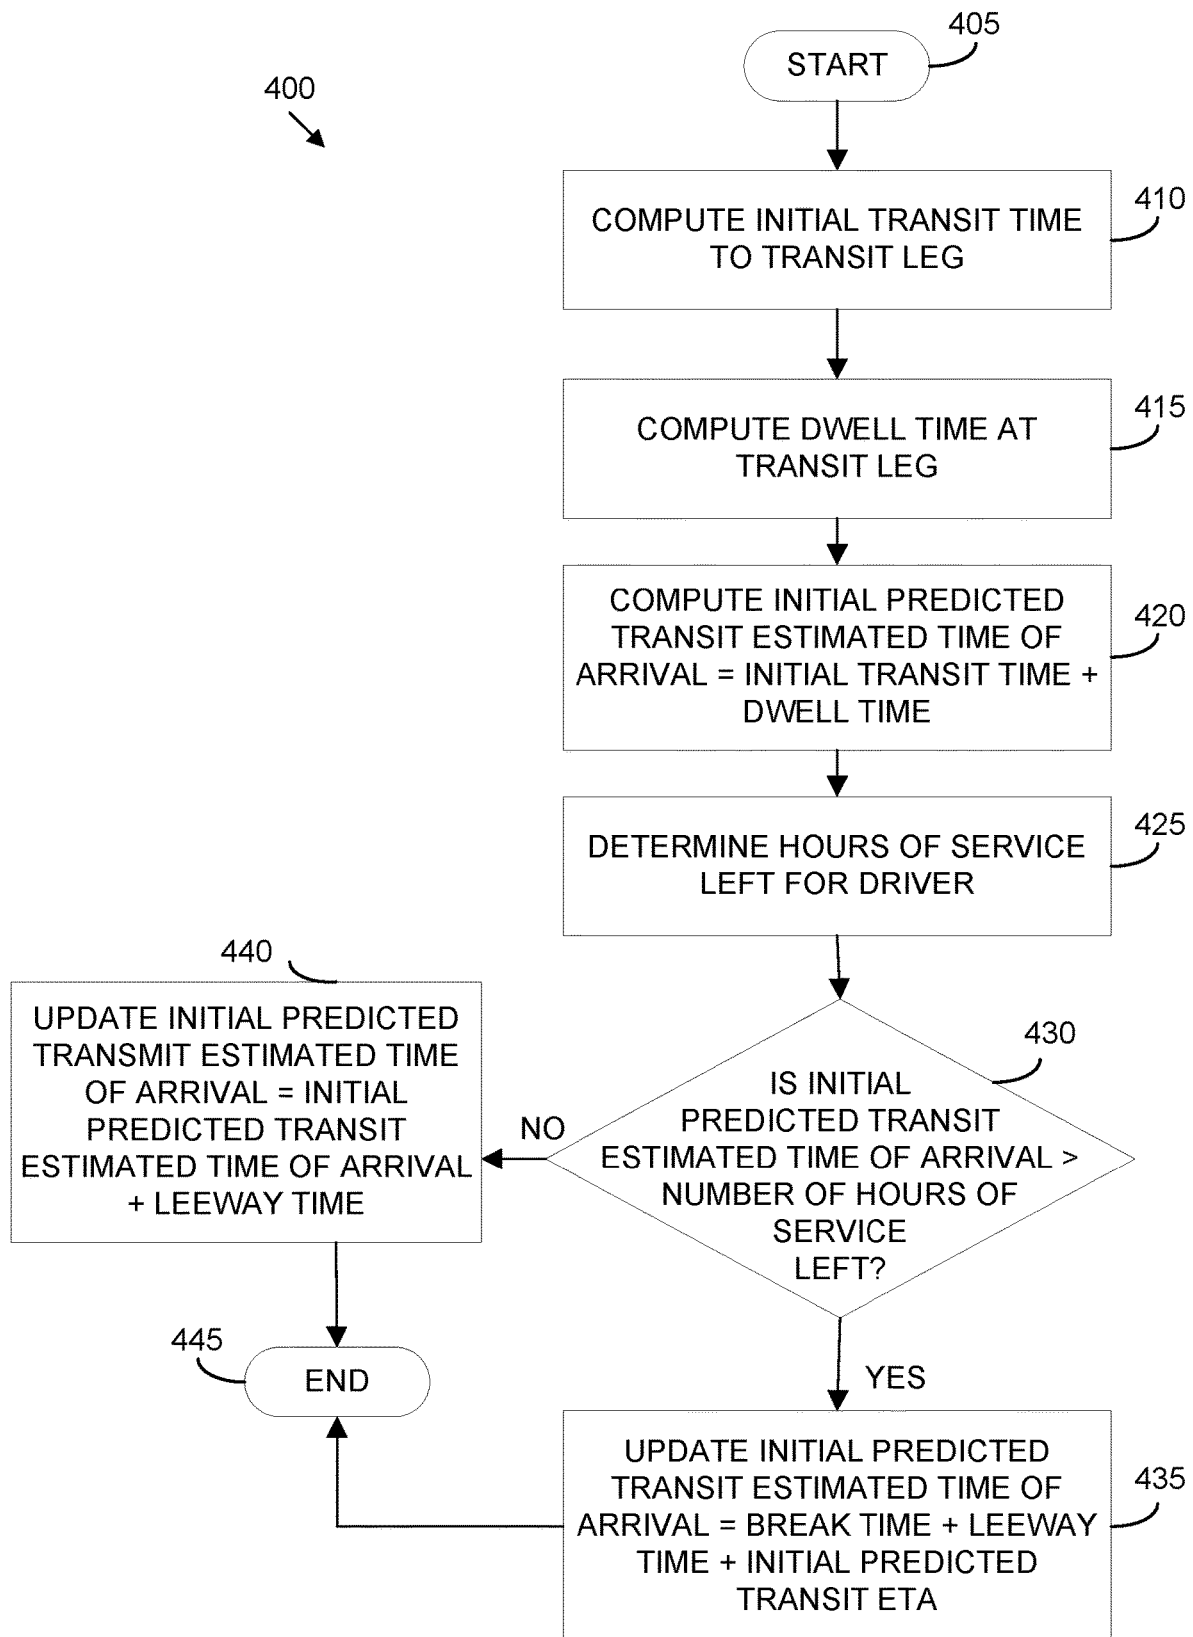 405
START
400
410
COMPUTE INITIAL TRANSIT TIME
TO TRANSIT LEG
415
COMPUTE DWELL TIME AT
TRANSIT LEG
COMPUTE INITIAL PREDICTED
TRANSIT ESTIMATED TIME OF
ARRIVAL = INITIAL TRANSIT TIME +
DWELL TIME
420
425
DETERMINE HOURS OF SERVICE
LEFT FOR DRIVER
430
IS INITIAL
PREDICTED TRANSIT
ESTIMATED TIME OF ARRIVAL >
NUMBER OF HOURS OF
SERVICE
LEFT?
NO
440
UPDATE INITIAL PREDICTED
TRANSMIT ESTIMATED TIME
OF ARRIVAL = INITIAL
PREDICTED TRANSIT
ESTIMATED TIME OF ARRIVAL
+ LEEWAY TIME
445
END
YES
UPDATE INITIAL PREDICTED
TRANSIT ESTIMATED TIME OF
ARRIVAL = BREAK TIME + LEEWAY
TIME + INITIAL PREDICTED
TRANSIT ETA
435